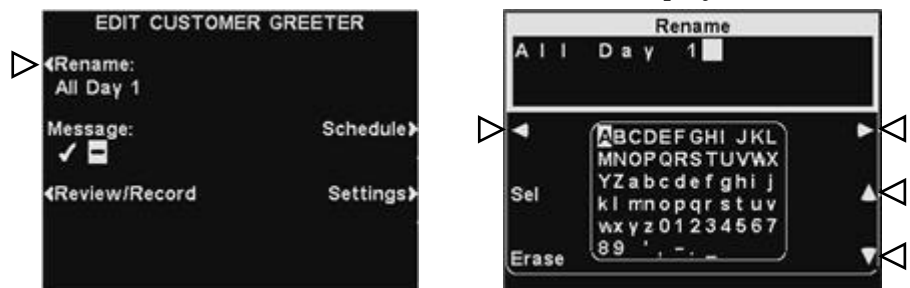 EDIT CUSTOMER GREETER
Rename:
All Day 1
Message: Schedule
Review/Record Settings
Rename
All Day 1
ABCDEFGHIJKL
MNOPQRSTUVWX
YZabcdefghij
Sel klmnopqrstuv
wxyz01234567
Erase 89 ' , - . _